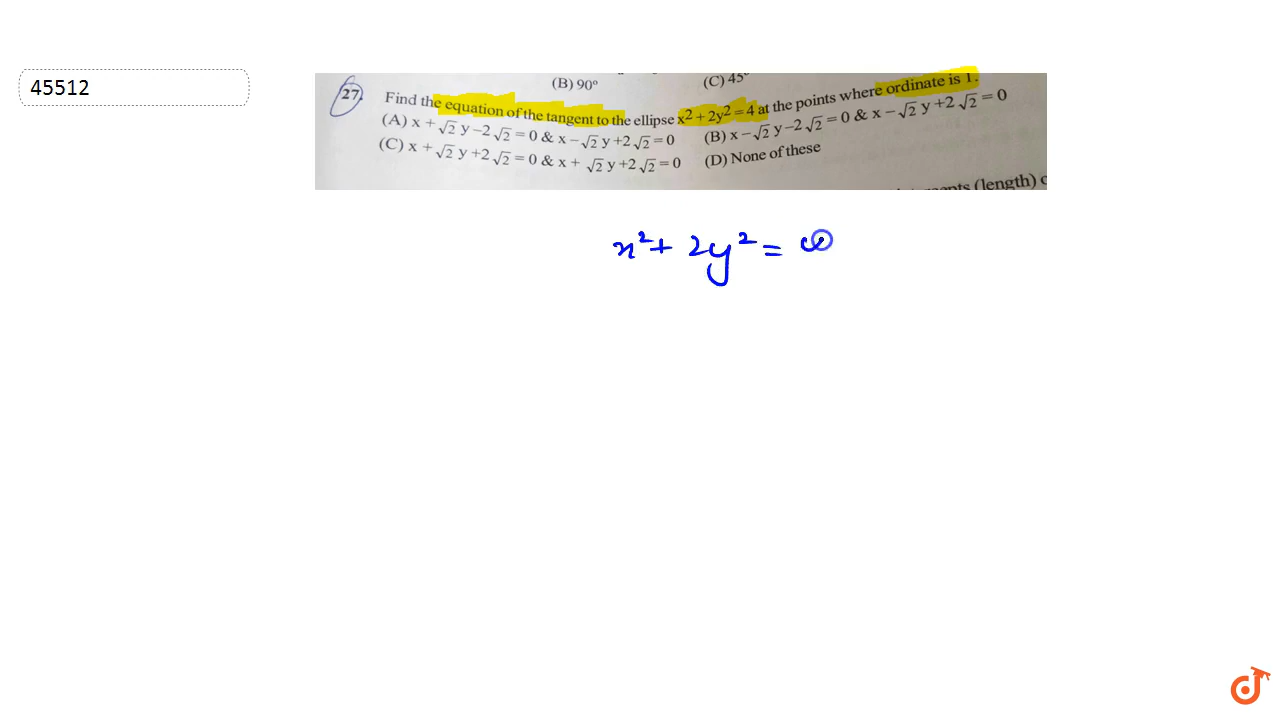 45512
(B) 90° (C) 45°
27. Find the equation of the tangent to the ellipse x² + 2y² = 4 at the points where ordinate is 1.
(A) x + √2 y −2 √2 = 0 & x − √2 y +2 √2 = 0 (B) x − √2 y −2 √2 = 0 & x − √2 y +2 √2 = 0
(C) x + √2 y +2 √2 = 0 & x + √2 y +2 √2 = 0 (D) None of these
(length)
x² + 2y² =